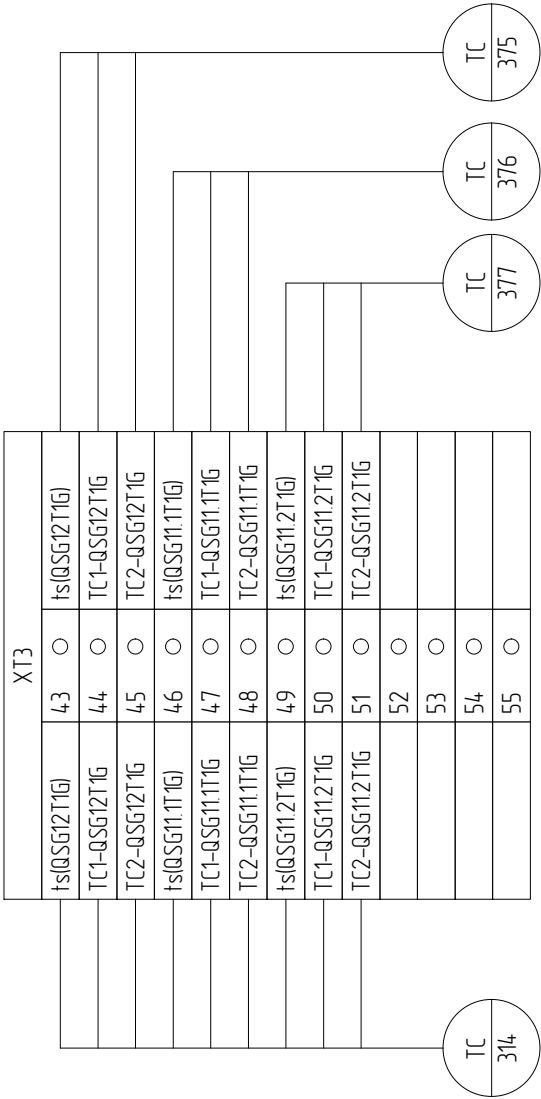 XT3
ts(QSG12T1G) 43 ts(QSG12T1G)
TC1-QSG12T1G 44 TC1-QSG12T1G
TC2-QSG12T1G 45 TC2-QSG12T1G
ts(QSG11.1T1G) 46 ts(QSG11.1T1G)
TC1-QSG11.1T1G 47 TC1-QSG11.1T1G
TC2-QSG11.1T1G 48 TC2-QSG11.1T1G
ts(QSG11.2T1G) 49 ts(QSG11.2T1G)
TC1-QSG11.2T1G 50 TC1-QSG11.2T1G
TC2-QSG11.2T1G 51 TC2-QSG11.2T1G
52
53
54
55
TC
314
TC
377
TC
376
TC
375